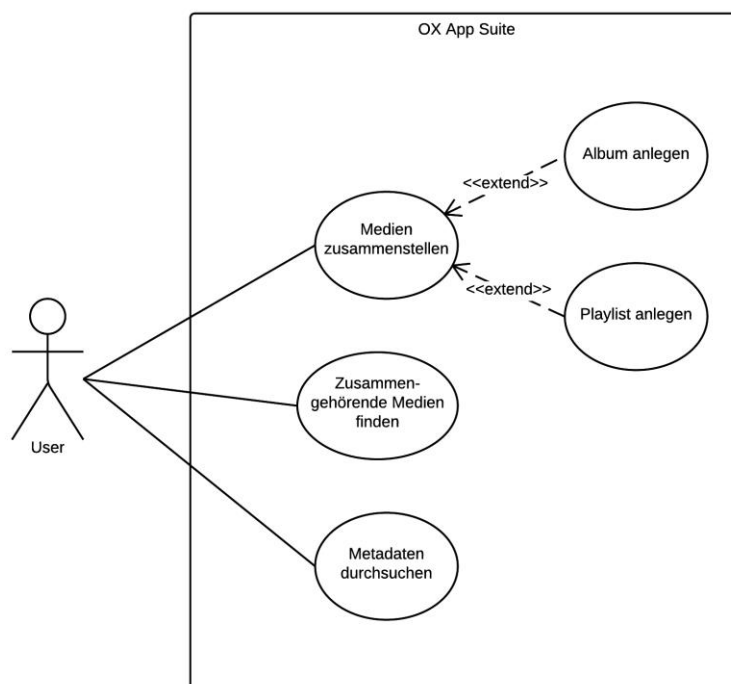 OX App Suite
Album anlegen
<<extend>>
Medien
zusammenstellen
<<extend>>
Playlist anlegen
Zusammen-
gehörende Medien
finden
User
Metadaten
durchsuchen